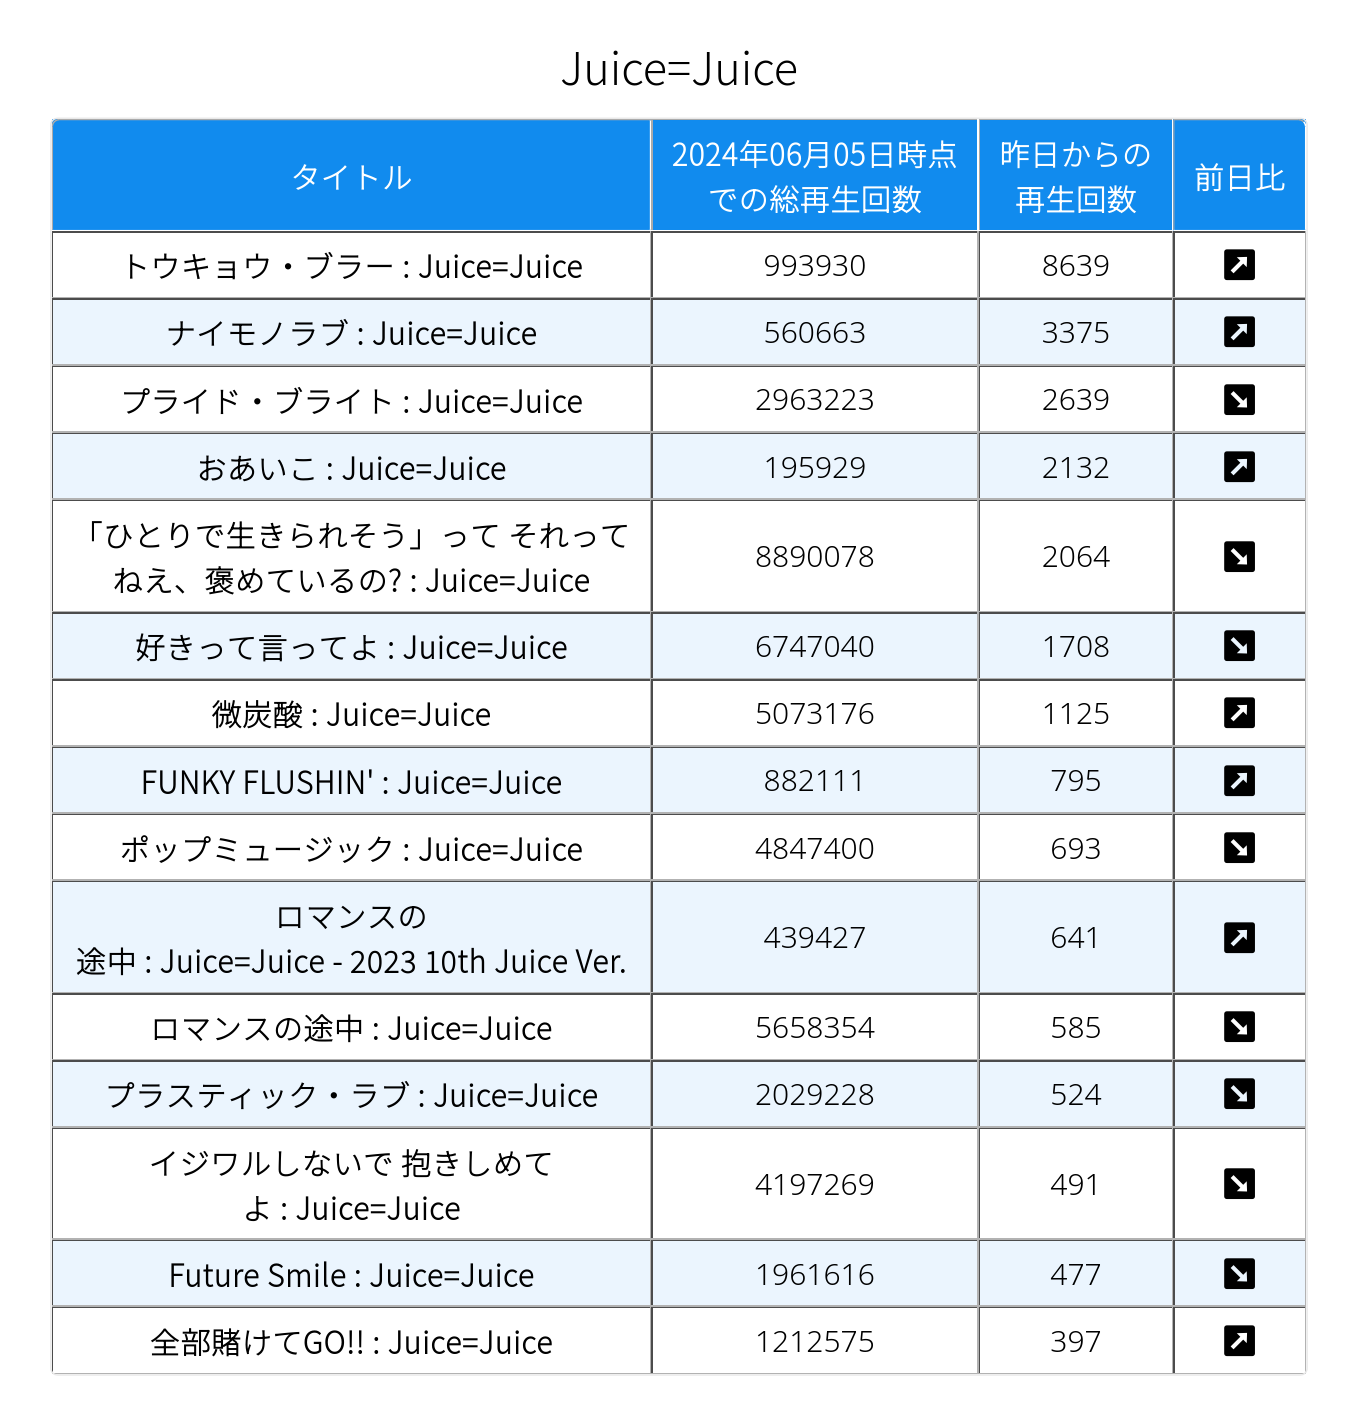 Juice=Juice
タイトル
2024年06月05日時点
での総再生回数
昨日からの
再生回数
前日比
トウキョウ・ブラー : Juice=Juice 993930 8639
ナイモノラブ : Juice=Juice 560663 3375
プライド・ブライト : Juice=Juice 2963223 2639
おあいこ : Juice=Juice 195929 2132
「ひとりで生きられそう」って それって
ねえ、褒めているの? : Juice=Juice
8890078 2064
好きって言ってよ : Juice=Juice 6747040 1708
微炭酸 : Juice=Juice 5073176 1125
FUNKY FLUSHIN' : Juice=Juice 882111 795
ポップミュージック : Juice=Juice 4847400 693
ロマンスの
途中 : Juice=Juice - 2023 10th Juice Ver.
439427 641
ロマンスの途中 : Juice=Juice 5658354 585
プラスティック・ラブ : Juice=Juice 2029228 524
イジワルしないで 抱きしめて
よ : Juice=Juice
4197269 491
Future Smile : Juice=Juice 1961616 477
全部賭けてGO!! : Juice=Juice 1212575 397